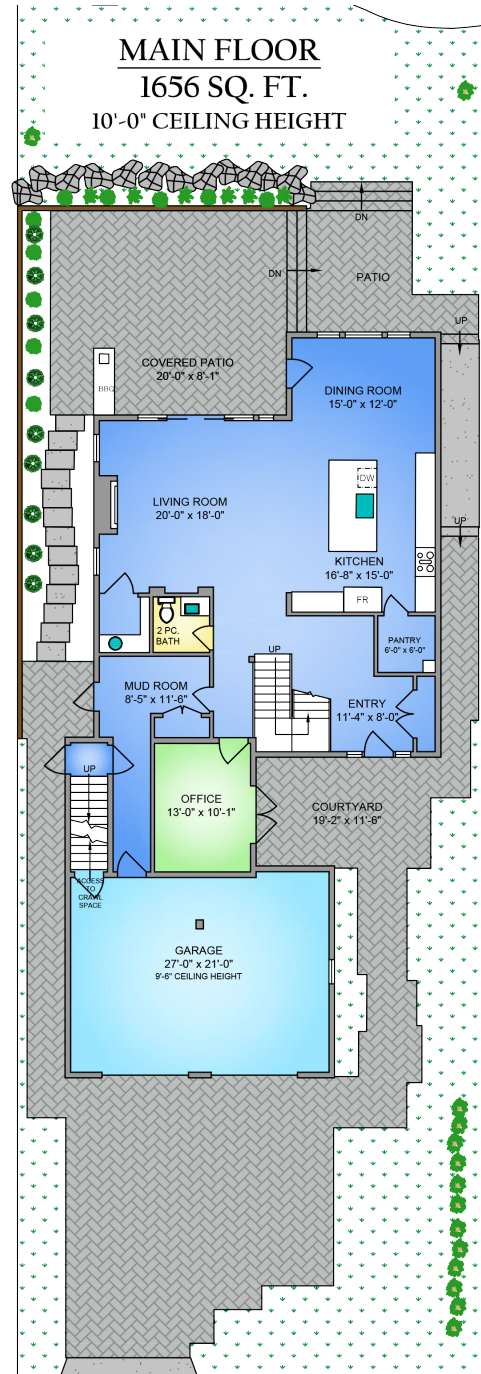 MAIN FLOOR
1656 SQ. FT.
10'-0" CEILING HEIGHT
DN
DN
PATIO
UP
COVERED PATIO
20'-0" x 8'-1"
BBQ
DINING ROOM
15'-0" x 12'-0"
DW
LIVING ROOM
20'-0" x 18'-0"
UP
KITCHEN
16'-8" x 15'-0"
FR
2 PC.
BATH
PANTRY
6'-0" x 6'-0"
UP
MUD ROOM
8'-5" x 11'-6"
ENTRY
11'-4" x 8'-0"
UP
OFFICE
13'-0" x 10'-1"
COURTYARD
19'-2" x 11'-6"
ACCESS
TO
CRAWL
SPACE
GARAGE
27'-0" x 21'-0"
9'-6" CEILING HEIGHT